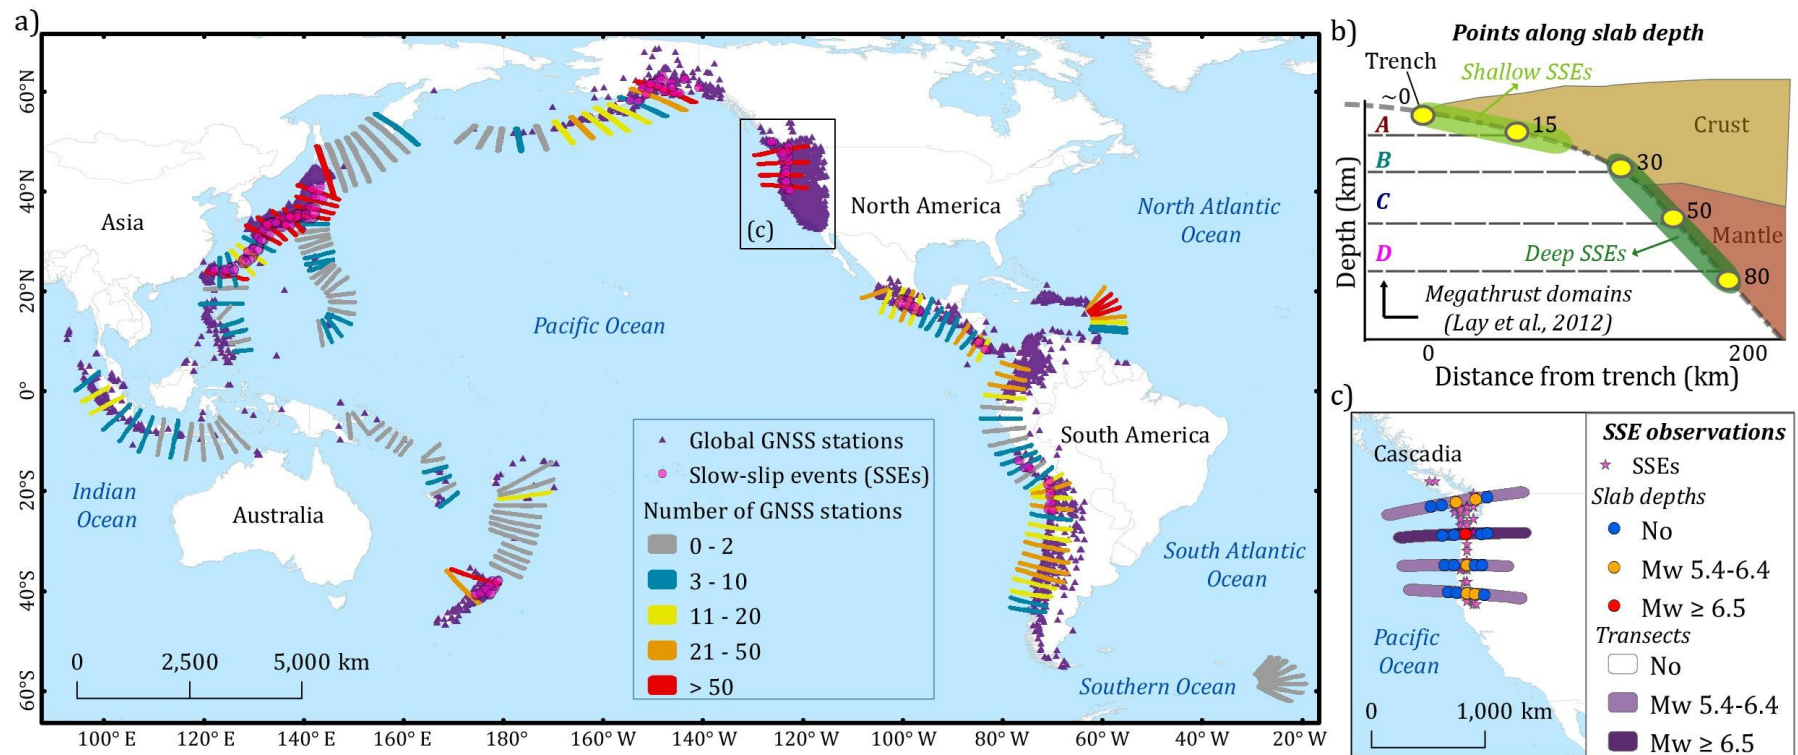 a)
60°N
40°N
20°N
0°
20°S
40°S
60°S
100° E
120° E
140° E
160° E
180°
160° W
140° W
120° W
100° W
80° W
60° W
40° W
20° W
Asia
North America
North Atlantic
Ocean
(c)
Pacific Ocean
South America
Indian
Ocean
Australia
South Atlantic
Ocean
Southern Ocean
Global GNSS stations
Slow-slip events (SSEs)
Number of GNSS stations
0 - 2
3 - 10
11 - 20
21 - 50
> 50
0
2,500
5,000 km
b)
Points along slab depth
Trench
Shallow SSEs
~0
A
15
Crust
B
30
C
50
Mantle
D
Deep SSEs
80
Depth (km)
Megathrust domains
(Lay et al., 2012)
0
200
Distance from trench (km)
c)
Cascadia
Pacific
Ocean
0
1,000 km
SSE observations
SSEs
Slab depths
No
Mw 5.4-6.4
Mw ≥ 6.5
Transects
No
Mw 5.4-6.4
Mw ≥ 6.5